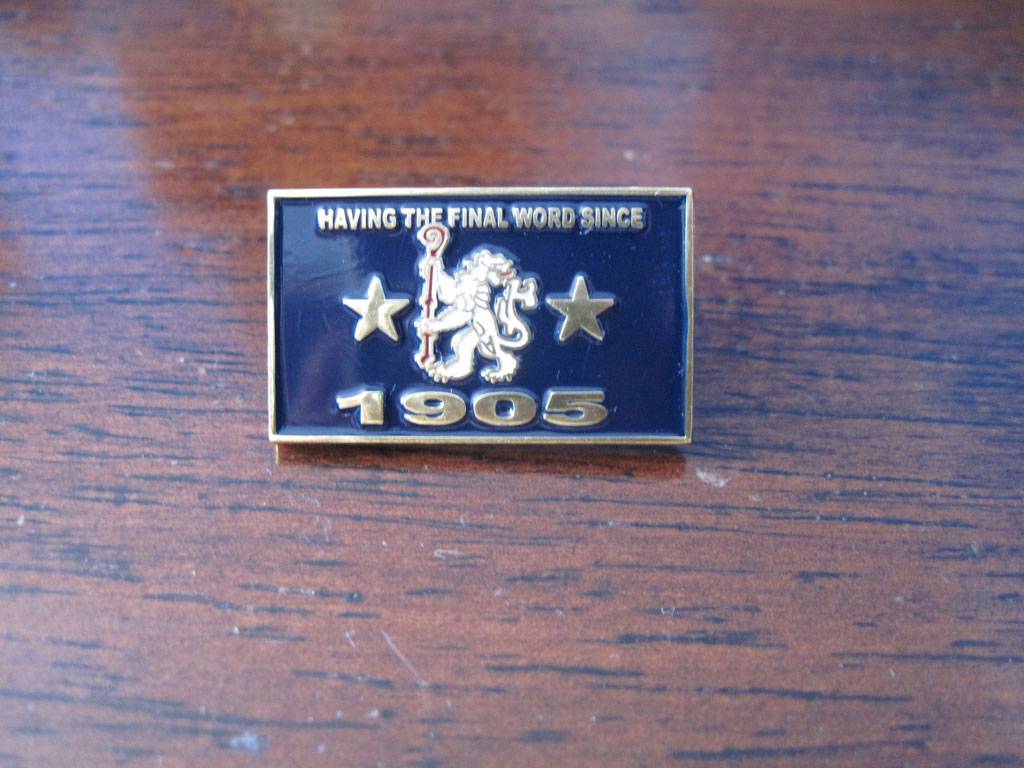 HAVING THE FINAL WORD SINCE
1905